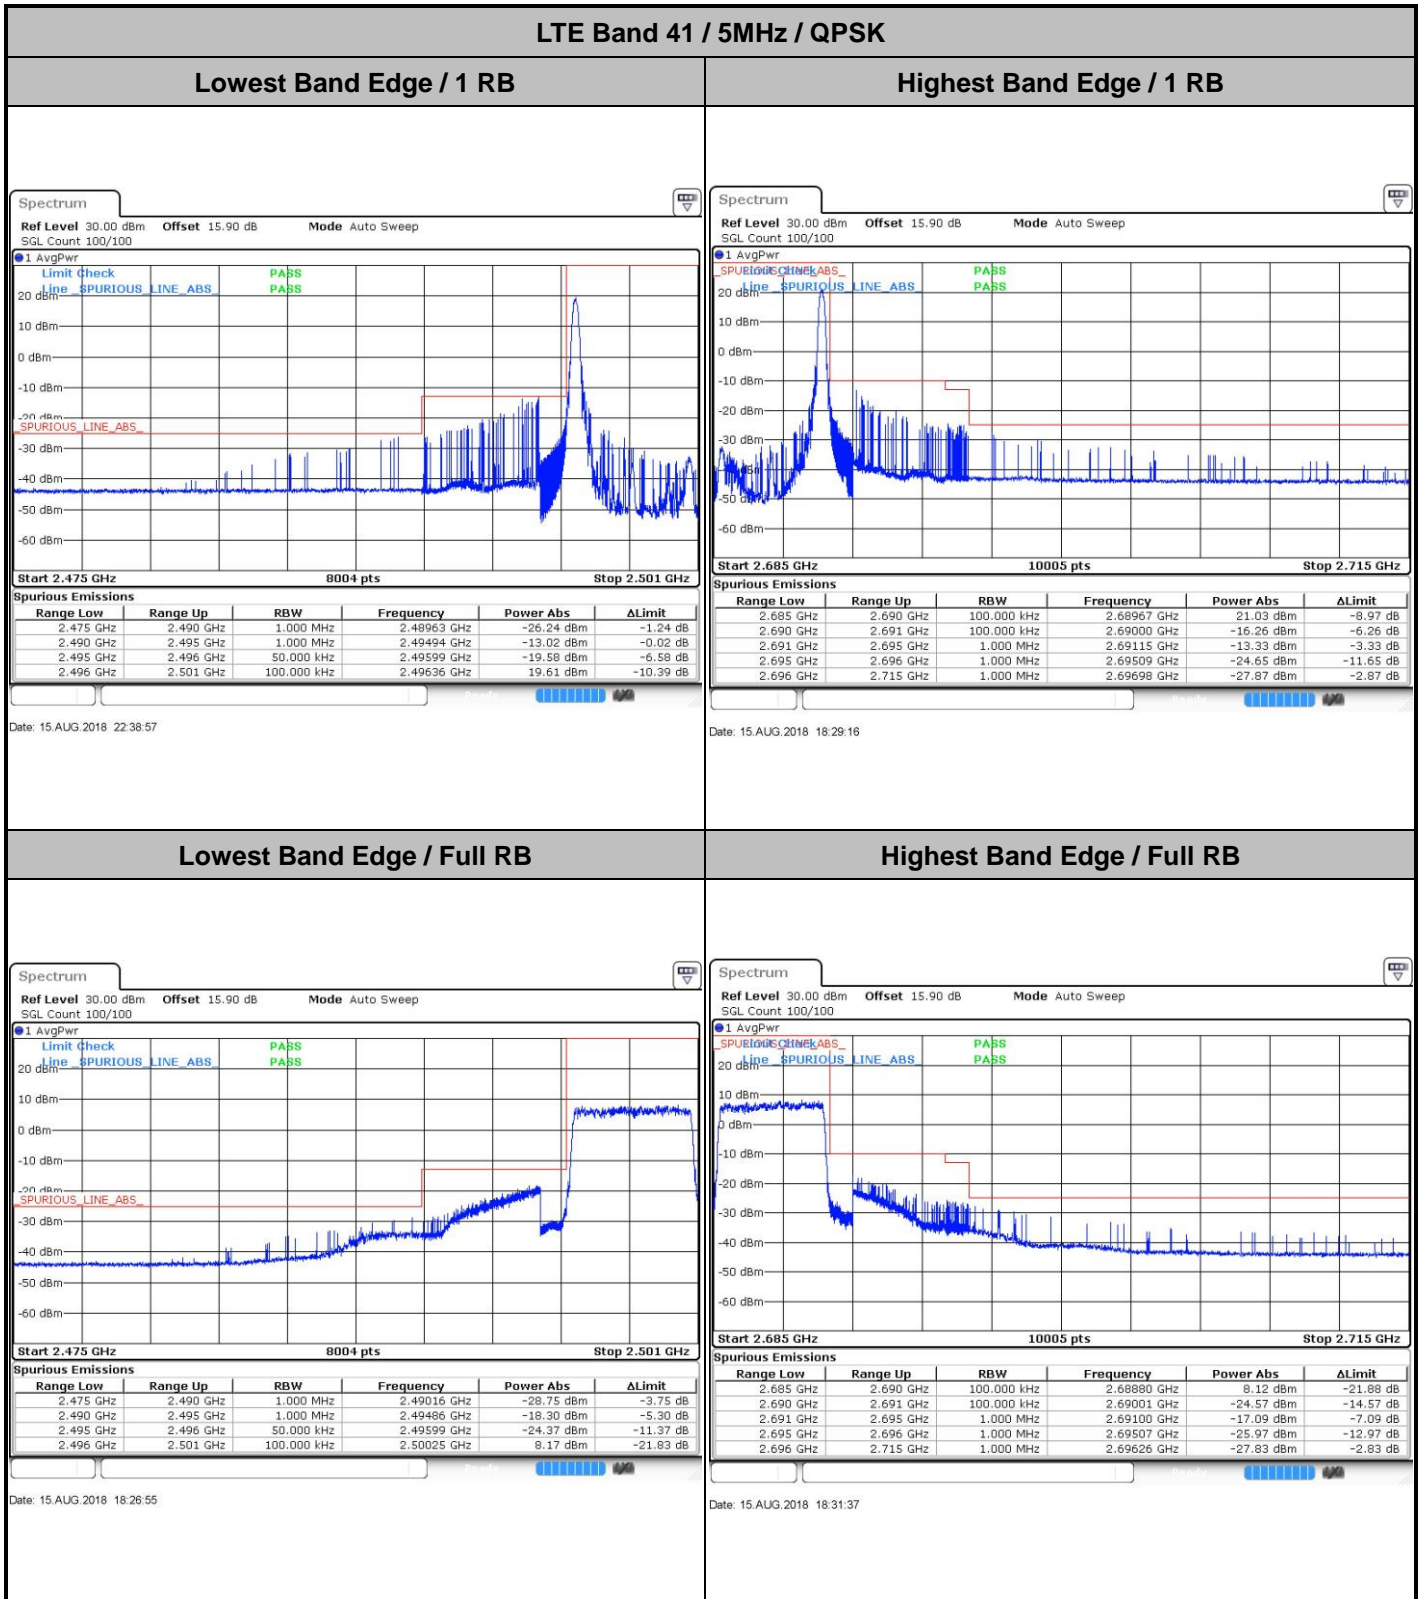 LTE Band 41 / 5MHz / QPSK
Lowest Band Edge / 1 RB
Spectrum
Ref Level 30.00 dBm Offset 15.90 dB Mode Auto Sweep
SGL Count 100/100
1 AvgPwr
Limit Check PASS
Line _SPURIOUS_LINE_ABS_ PASS
20 dBm
10 dBm
0 dBm
-10 dBm
-20 dBm
_SPURIOUS_LINE_ABS_
-30 dBm
-40 dBm
-50 dBm
-60 dBm
Start 2.475 GHz 8004 pts Stop 2.501 GHz
Spurious Emissions
Range Low Range Up RBW Frequency Power Abs ΔLimit
2.475 GHz 2.490 GHz 1.000 MHz 2.48963 GHz -26.24 dBm -1.24 dB
2.490 GHz 2.495 GHz 1.000 MHz 2.49494 GHz -13.02 dBm -0.02 dB
2.495 GHz 2.496 GHz 50.000 kHz 2.49599 GHz -19.58 dBm -6.58 dB
2.496 GHz 2.501 GHz 100.000 kHz 2.49636 GHz 19.61 dBm -10.39 dB
Ready
Date: 15.AUG.2018 22:38:57
Highest Band Edge / 1 RB
Spectrum
Ref Level 30.00 dBm Offset 15.90 dB Mode Auto Sweep
SGL Count 100/100
1 AvgPwr
_SPURIOUS_LINE_ABS_
Limit Check PASS
Line _SPURIOUS_LINE_ABS_ PASS
20 dBm
10 dBm
0 dBm
-10 dBm
-20 dBm
-30 dBm
-40 dBm
-50 dBm
-60 dBm
Start 2.685 GHz 10005 pts Stop 2.715 GHz
Spurious Emissions
Range Low Range Up RBW Frequency Power Abs ΔLimit
2.685 GHz 2.690 GHz 100.000 kHz 2.68967 GHz 21.03 dBm -8.97 dB
2.690 GHz 2.691 GHz 100.000 kHz 2.69000 GHz -16.26 dBm -6.26 dB
2.691 GHz 2.695 GHz 1.000 MHz 2.69115 GHz -13.33 dBm -3.33 dB
2.695 GHz 2.696 GHz 1.000 MHz 2.69509 GHz -24.65 dBm -11.65 dB
2.696 GHz 2.715 GHz 1.000 MHz 2.69698 GHz -27.87 dBm -2.87 dB
Ready
Date: 15.AUG.2018 18:29:16
Lowest Band Edge / Full RB
Spectrum
Ref Level 30.00 dBm Offset 15.90 dB Mode Auto Sweep
SGL Count 100/100
1 AvgPwr
Limit Check PASS
Line _SPURIOUS_LINE_ABS_ PASS
20 dBm
10 dBm
0 dBm
-10 dBm
-20 dBm
_SPURIOUS_LINE_ABS_
-30 dBm
-40 dBm
-50 dBm
-60 dBm
Start 2.475 GHz 8004 pts Stop 2.501 GHz
Spurious Emissions
Range Low Range Up RBW Frequency Power Abs ΔLimit
2.475 GHz 2.490 GHz 1.000 MHz 2.49016 GHz -28.75 dBm -3.75 dB
2.490 GHz 2.495 GHz 1.000 MHz 2.49486 GHz -18.30 dBm -5.30 dB
2.495 GHz 2.496 GHz 50.000 kHz 2.49599 GHz -24.37 dBm -11.37 dB
2.496 GHz 2.501 GHz 100.000 kHz 2.50025 GHz 8.17 dBm -21.83 dB
Ready
Date: 15.AUG.2018 18:26:55
Highest Band Edge / Full RB
Spectrum
Ref Level 30.00 dBm Offset 15.90 dB Mode Auto Sweep
SGL Count 100/100
1 AvgPwr
_SPURIOUS_LINE_ABS_
Limit Check PASS
Line _SPURIOUS_LINE_ABS_ PASS
20 dBm
10 dBm
0 dBm
-10 dBm
-20 dBm
-30 dBm
-40 dBm
-50 dBm
-60 dBm
Start 2.685 GHz 10005 pts Stop 2.715 GHz
Spurious Emissions
Range Low Range Up RBW Frequency Power Abs ΔLimit
2.685 GHz 2.690 GHz 100.000 kHz 2.68880 GHz 8.12 dBm -21.88 dB
2.690 GHz 2.691 GHz 100.000 kHz 2.69001 GHz -24.57 dBm -14.57 dB
2.691 GHz 2.695 GHz 1.000 MHz 2.69100 GHz -17.09 dBm -7.09 dB
2.695 GHz 2.696 GHz 1.000 MHz 2.69507 GHz -25.97 dBm -12.97 dB
2.696 GHz 2.715 GHz 1.000 MHz 2.69626 GHz -27.83 dBm -2.83 dB
Ready
Date: 15.AUG.2018 18:31:37